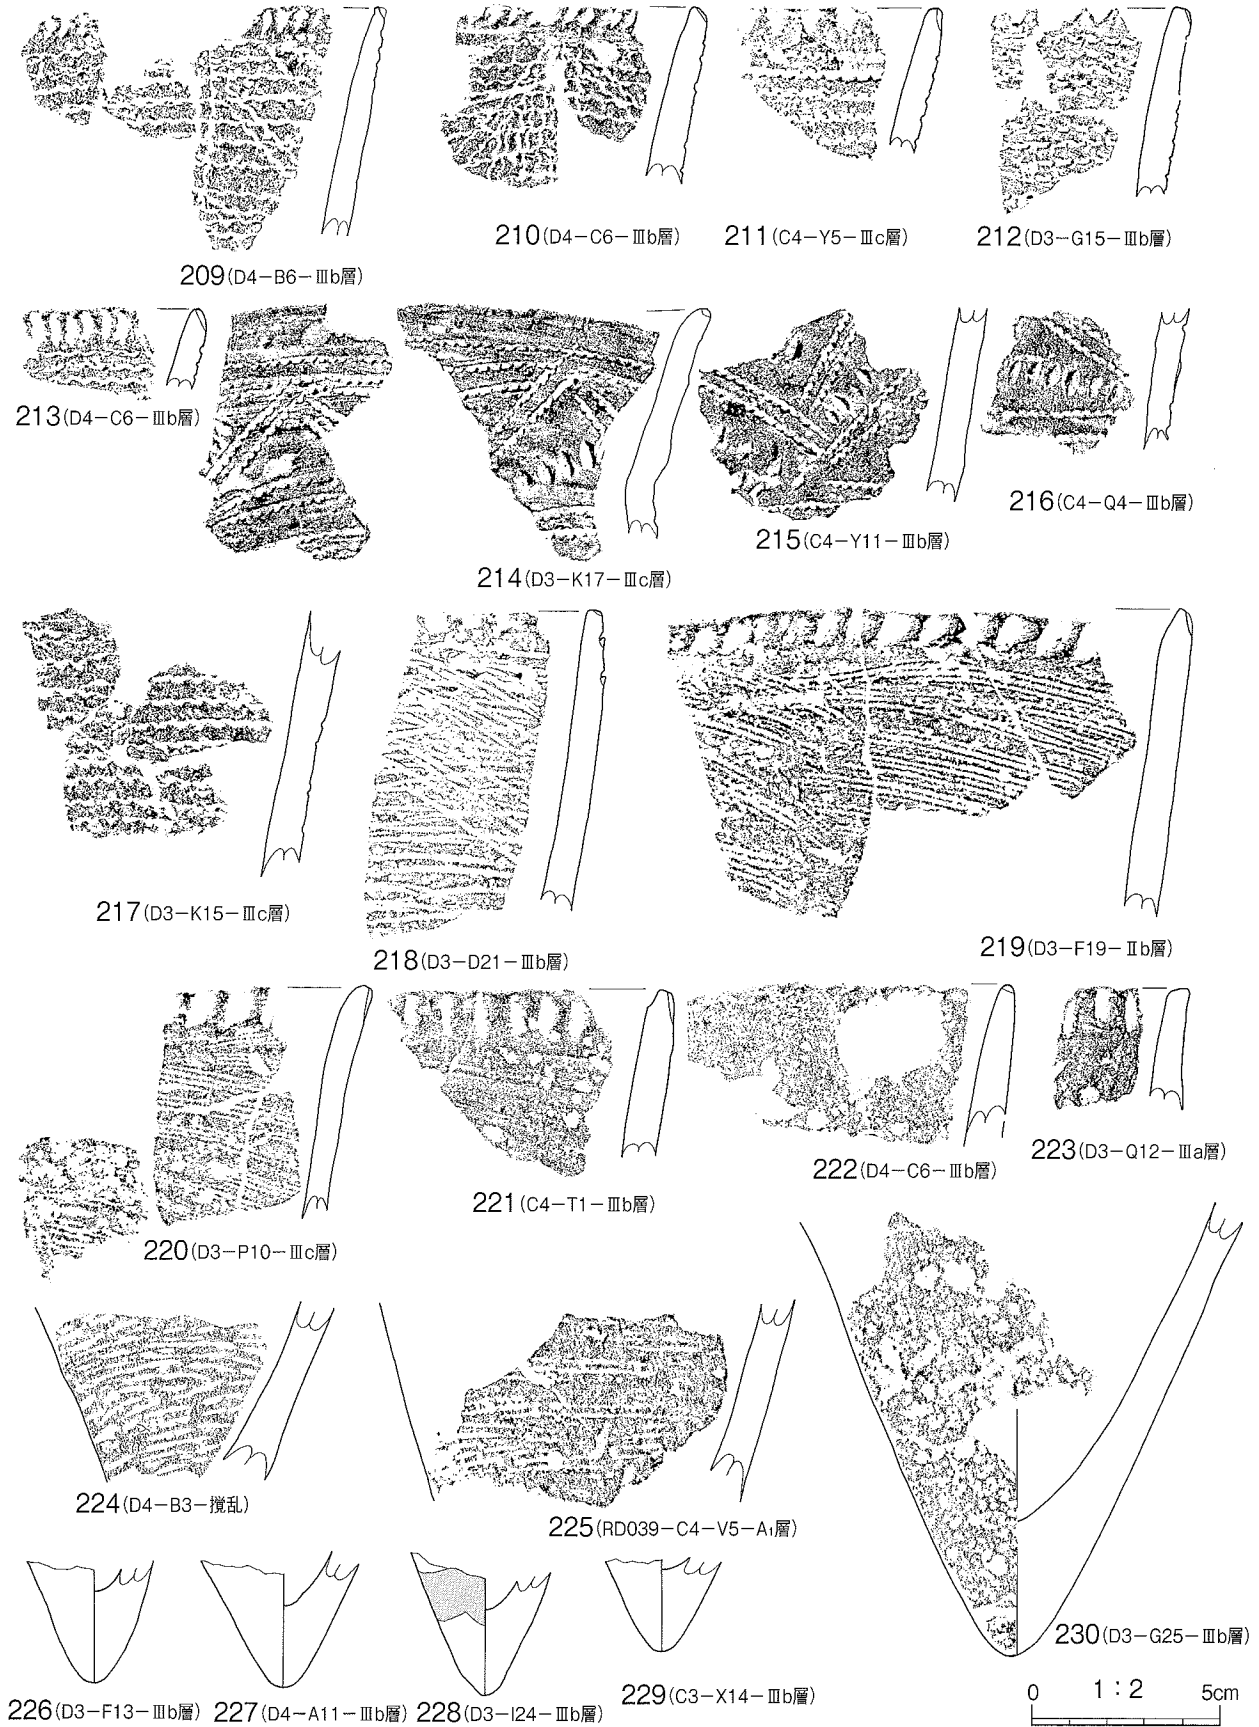 209(D4－B6－Ⅲb層)
210(D4－C6－Ⅲb層)
211(C4－Y5－Ⅲc層)
212(D3－G15－Ⅲb層)
213(D4－C6－Ⅲb層)
214(D3－K17－Ⅲc層)
215(C4－Y11－Ⅲb層)
216(C4－Q4－Ⅲb層)
217(D3－K15－Ⅲc層)
218(D3－D21－Ⅲb層)
219(D3－F19－Ⅱb層)
220(D3－P10－Ⅲc層)
221(C4－T1－Ⅲb層)
222(D4－C6－Ⅲb層)
223(D3－Q12－Ⅲa層)
224(D4－B3－撹乱)
225(RD039－C4－V5－A₁層)
226(D3－F13－Ⅲb層)
227(D4－A11－Ⅲb層)
228(D3－I24－Ⅲb層)
229(C3－X14－Ⅲb層)
230(D3－G25－Ⅲb層)
0 1：2 5cm